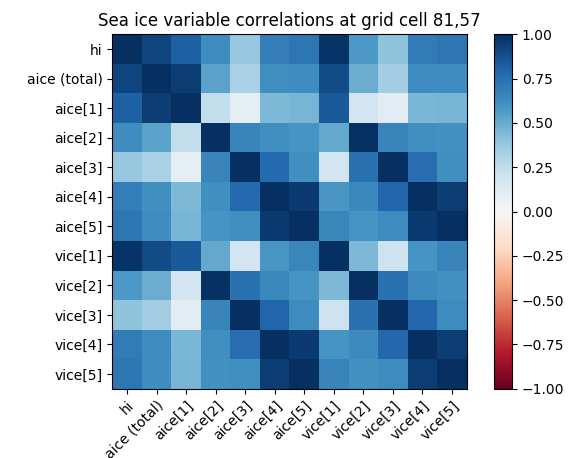 Sea ice variable correlations at grid cell 81,57
hi
aice (total)
aice[1]
aice[2]
aice[3]
aice[4]
aice[5]
vice[1]
vice[2]
vice[3]
vice[4]
vice[5]
hi
aice (total)
aice[1]
aice[2]
aice[3]
aice[4]
aice[5]
vice[1]
vice[2]
vice[3]
vice[4]
vice[5]
1.00
0.75
0.50
0.25
0.00
−0.25
−0.50
−0.75
−1.00